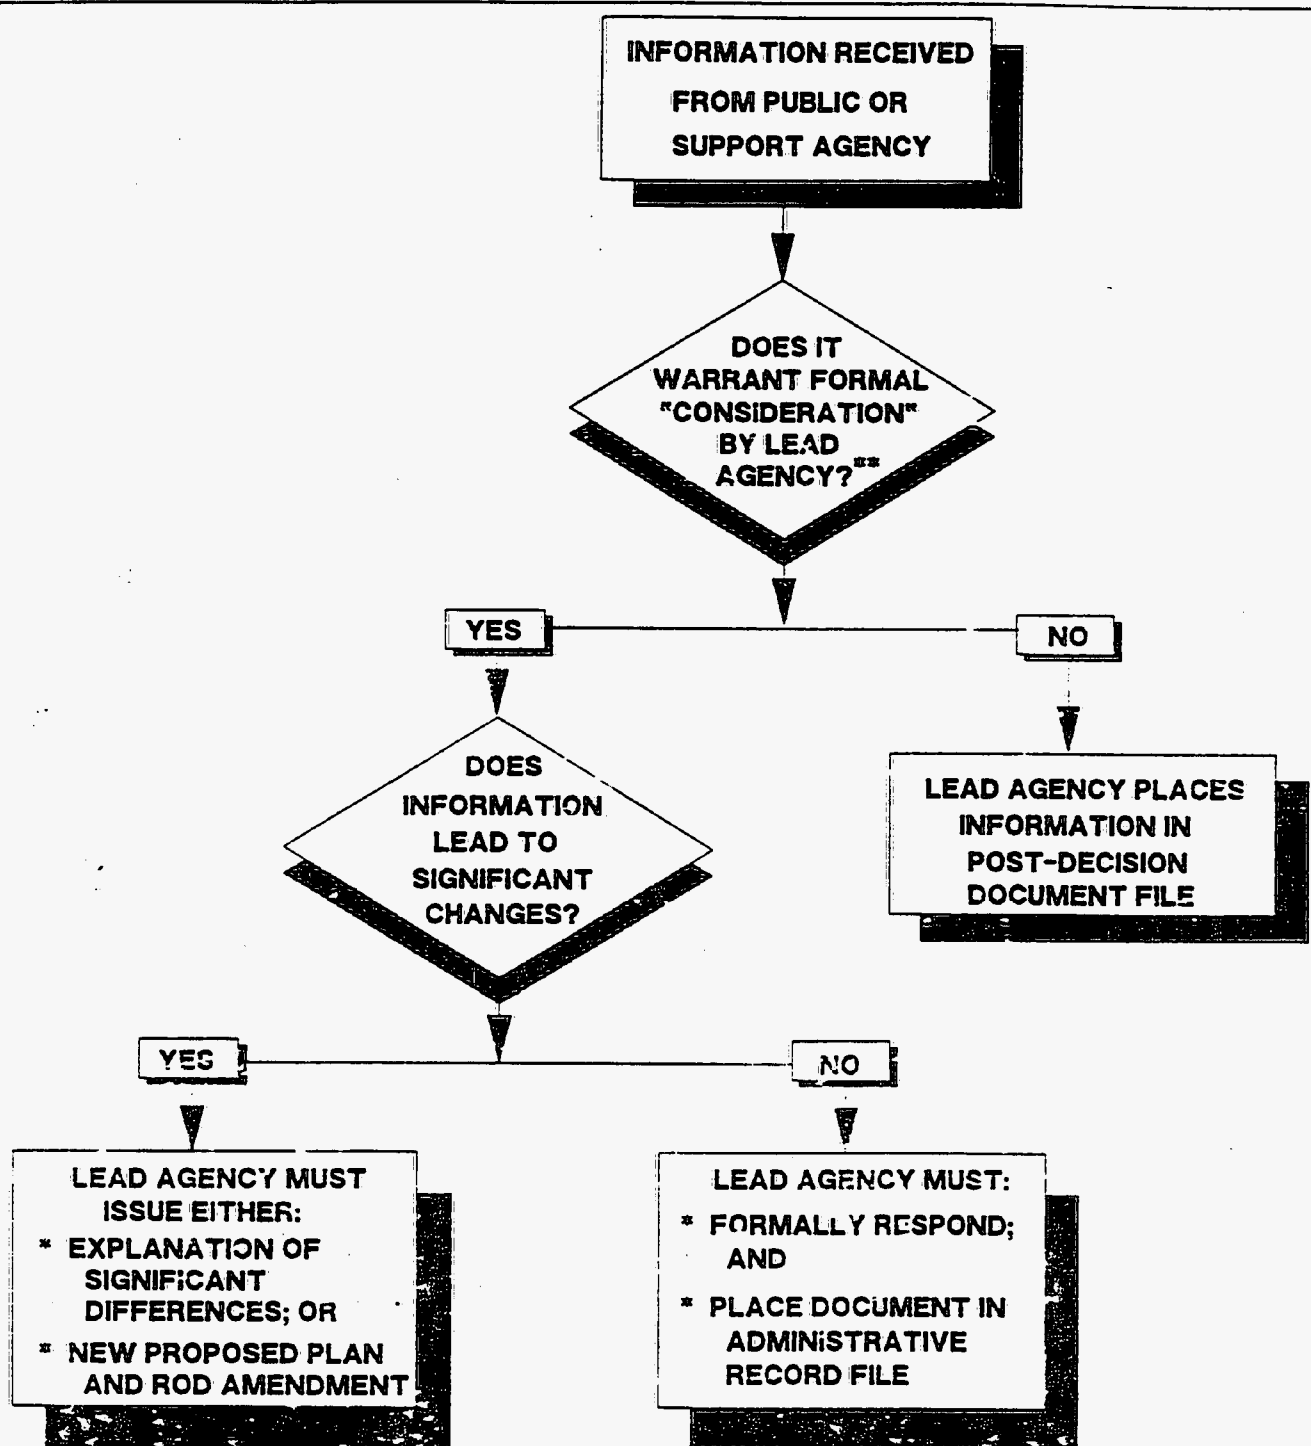 INFORMATION RECEIVED
FROM PUBLIC OR
SUPPORT AGENCY
DOES IT
WARRANT FORMAL
"CONSIDERATION"
BY LEAD
AGENCY?**
YES
NO
DOES
INFORMATION
LEAD TO
SIGNIFICANT
CHANGES?
LEAD AGENCY PLACES
INFORMATION IN
POST-DECISION
DOCUMENT FILE
YES
NO
LEAD AGENCY MUST
ISSUE EITHER:
* EXPLANATION OF
SIGNIFICANT
DIFFERENCES; OR
* NEW PROPOSED PLAN
AND ROD AMENDMENT
LEAD AGENCY MUST:
* FORMALLY RESPOND;
AND
* PLACE DOCUMENT IN
ADMINISTRATIVE
RECORD FILE